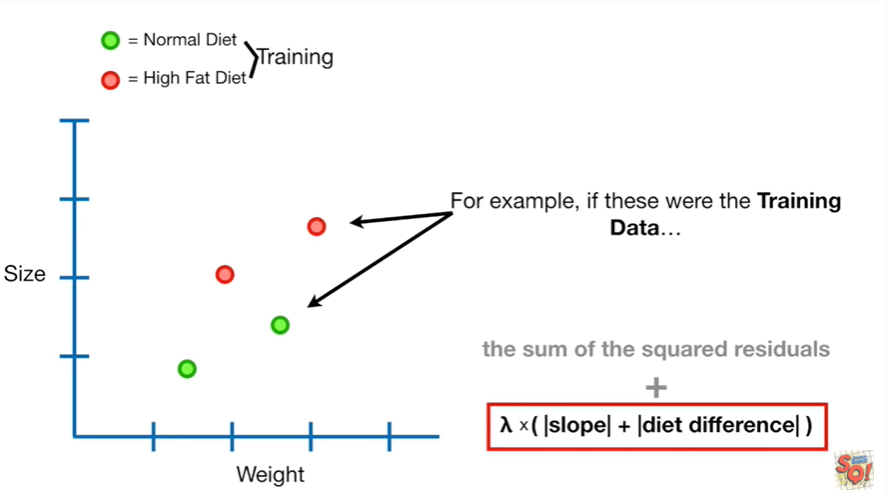 = Normal Diet
= High Fat Diet
Training
For example, if these were the Training
Data...
Size
the sum of the squared residuals
+
λ x ( |slope| + |diet difference| )
Weight
SQ!